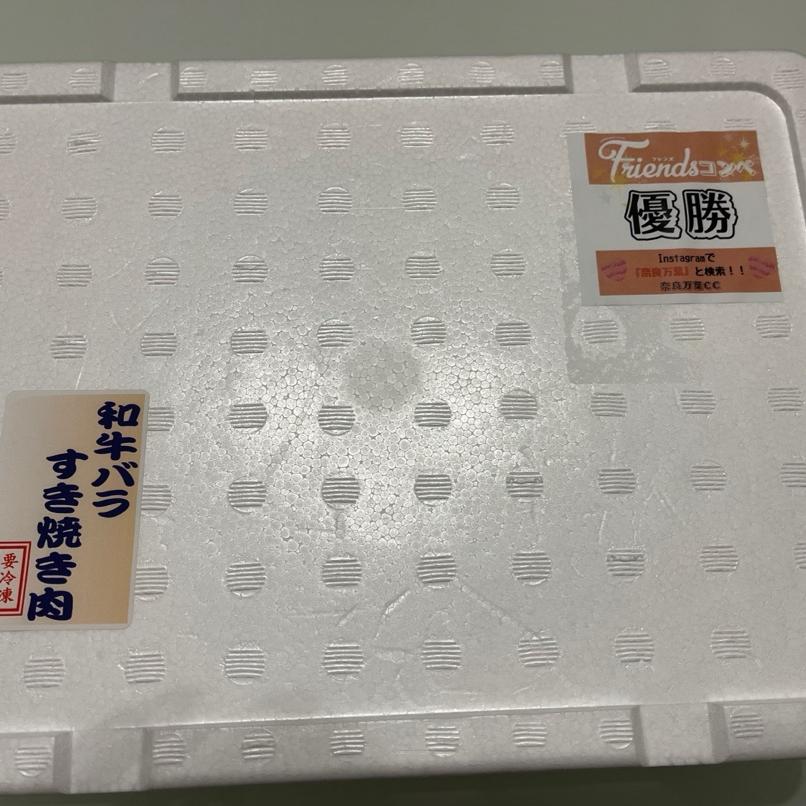 Friendsコンペ
フレンズ
優勝
Instagramで
『奈良万葉』と検索！！
奈良万葉CC
和牛バラ
すき焼き肉
要冷凍